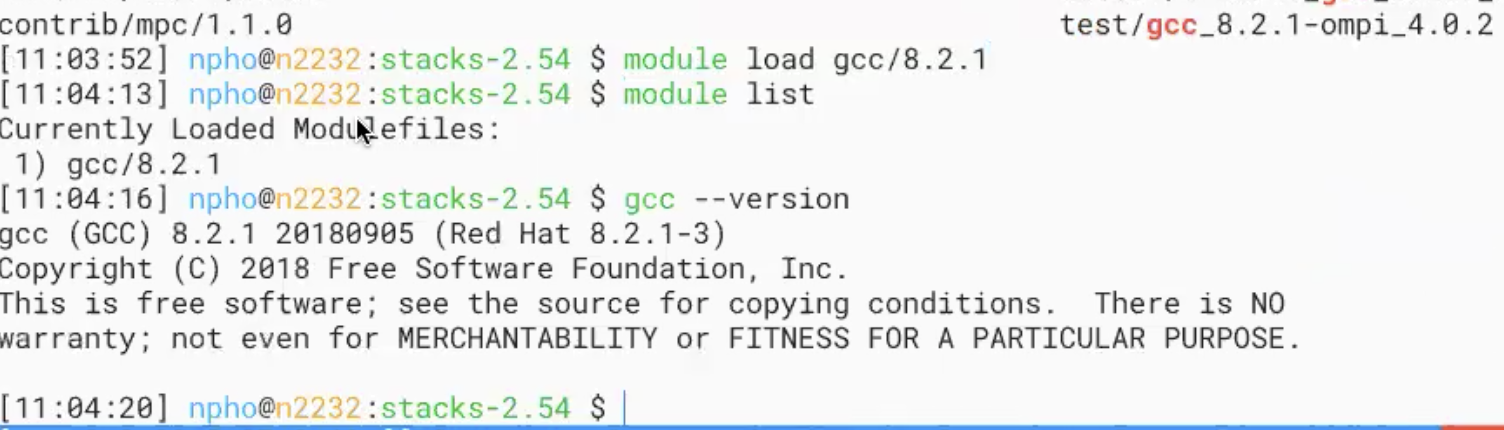 contrib/mpc/1.1.0 test/gcc_8.2.1-ompi_4.0.2
[11:03:52] npho@n2232:stacks-2.54 $ module load gcc/8.2.1
[11:04:13] npho@n2232:stacks-2.54 $ module list
Currently Loaded Modulefiles:
1) gcc/8.2.1
[11:04:16] npho@n2232:stacks-2.54 $ gcc --version
gcc (GCC) 8.2.1 20180905 (Red Hat 8.2.1-3)
Copyright (C) 2018 Free Software Foundation, Inc.
This is free software; see the source for copying conditions.  There is NO
warranty; not even for MERCHANTABILITY or FITNESS FOR A PARTICULAR PURPOSE.
[11:04:20] npho@n2232:stacks-2.54 $